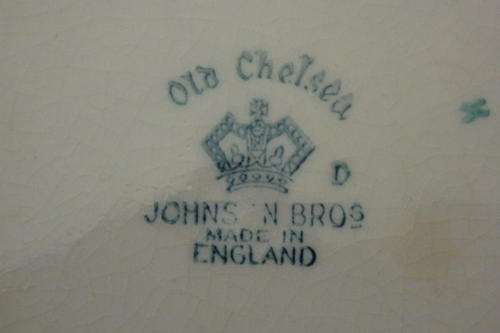 Old Chelsea
D
JOHNS N BROS
MADE IN
ENGLAND